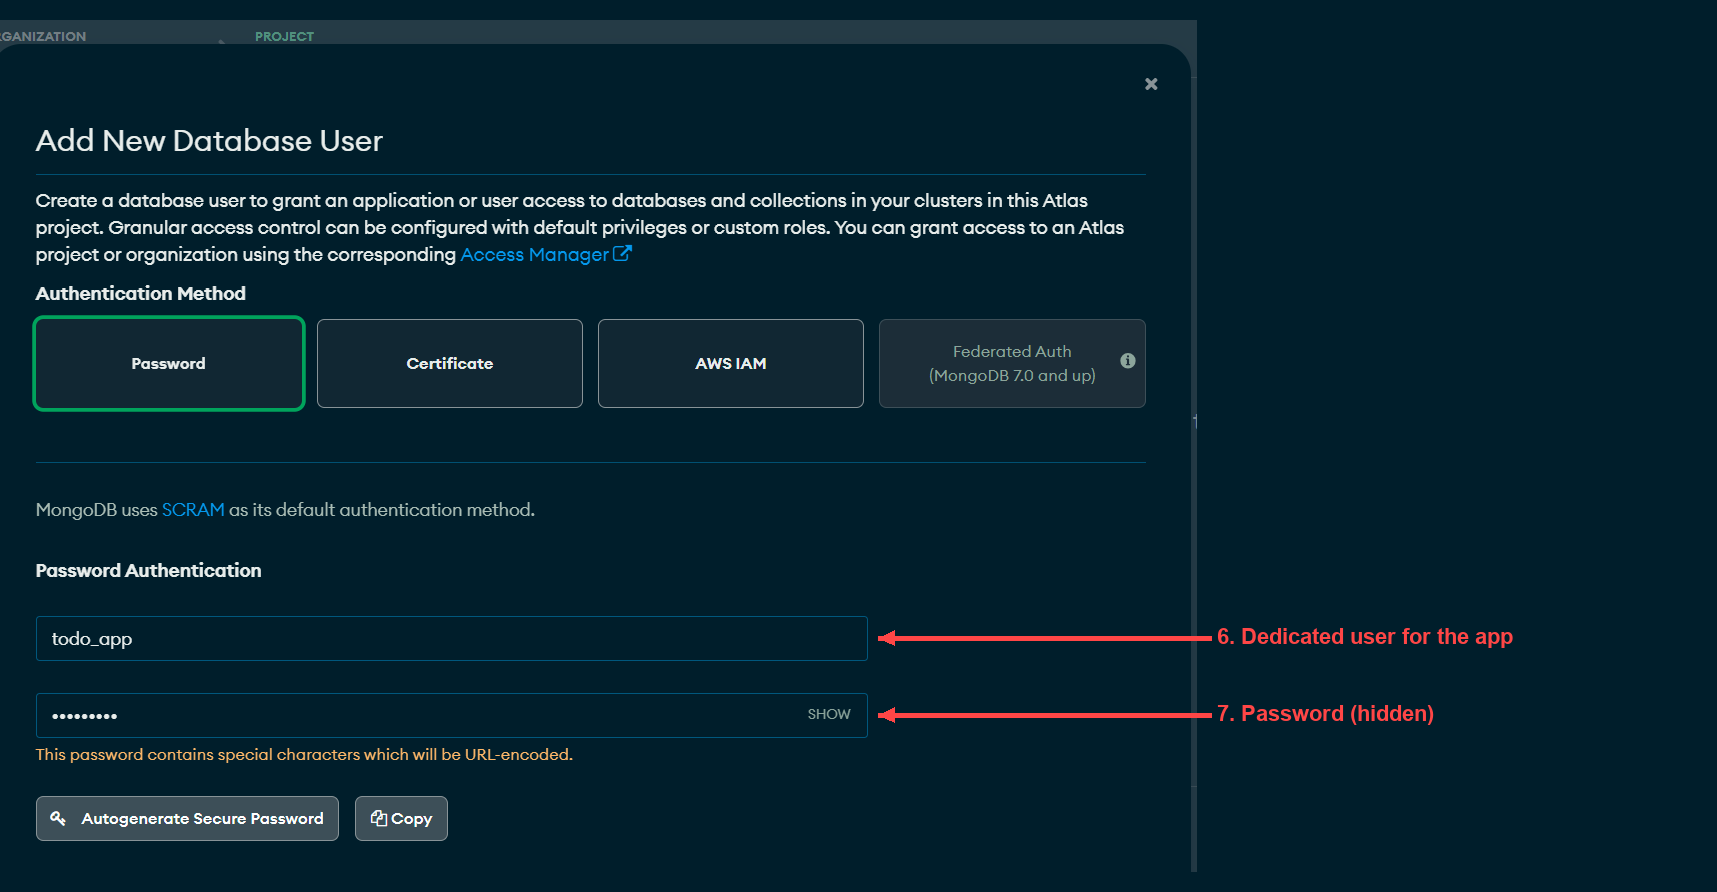 RGANIZATION
PROJECT
Add New Database User
Create a database user to grant an application or user access to databases and collections in your clusters in this Atlas
project. Granular access control can be configured with default privileges or custom roles. You can grant access to an Atlas
project or organization using the corresponding Access Manager
Authentication Method
Password
Certificate
AWS IAM
Federated Auth
(MongoDB 7.0 and up)
MongoDB uses SCRAM as its default authentication method.
Password Authentication
todo_app
6. Dedicated user for the app
•••••••••
SHOW
7. Password (hidden)
This password contains special characters which will be URL-encoded.
Autogenerate Secure Password
Copy